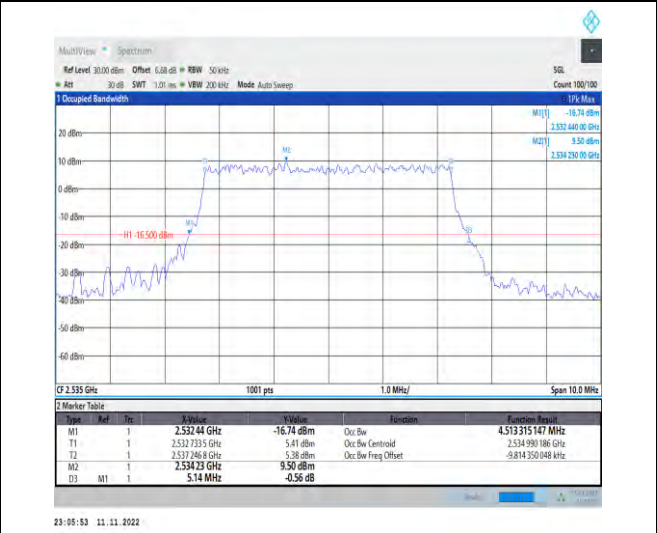 MultiView Spectrum
Ref Level 30.00 dBm Offset 6.68 dB RBW 50 kHz SGL
Att 30 dB SWT 1.01 ms VBW 200 kHz Mode Auto Sweep Count 100/100
1 Occupied Bandwidth 1Pk Max
M1[1] -16.74 dBm
2.532 440 00 GHz
M2[1] 9.50 dBm
2.534 230 00 GHz
20 dBm
M2
10 dBm
0 dBm
-10 dBm
M1
H1 -16.500 dBm
D3
-20 dBm
-30 dBm
-40 dBm
-50 dBm
-60 dBm
CF 2.535 GHz 1001 pts 1.0 MHz/ Span 10.0 MHz
2 Marker Table
Type Ref Trc X-Value Y-Value Function Function Result
M1 1 2.53244 GHz -16.74 dBm Occ Bw 4.513 315 147 MHz
T1 1 2.532 733 5 GHz 5.41 dBm Occ Bw Centroid 2.534 990 186 GHz
T2 1 2.537 246 8 GHz 5.38 dBm Occ Bw Freq Offset -9.814 350 048 kHz
M2 1 2.53423 GHz 9.50 dBm
D3 M1 1 5.14 MHz -0.56 dB
23:05:53 11.11.2022